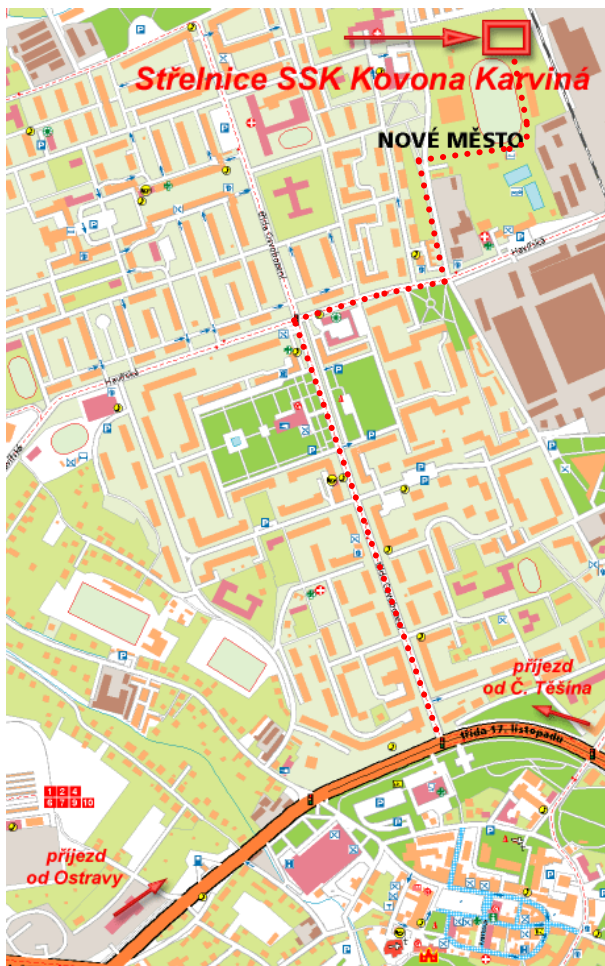 Střelnice SSK Kovona Karviná
NOVÉ MĚSTO
třída Osvobození
Havířská
Havířská
příjezd
od Č. Těšína
třída 17. listopadu
1 2 4
6 7 9 10
příjezd
od Ostravy